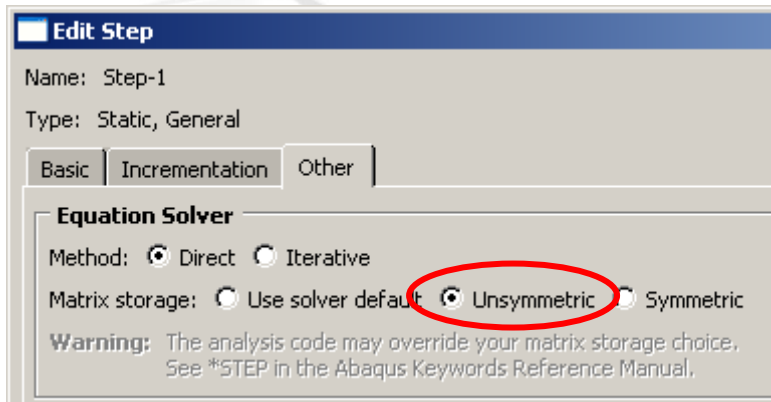 Edit Step
Name: Step-1
Type: Static, General
Basic Incrementation Other
Equation Solver
Method: Direct Iterative
Matrix storage: Use solver default Unsymmetric Symmetric
Warning: The analysis code may override your matrix storage choice.
See *STEP in the Abaqus Keywords Reference Manual.